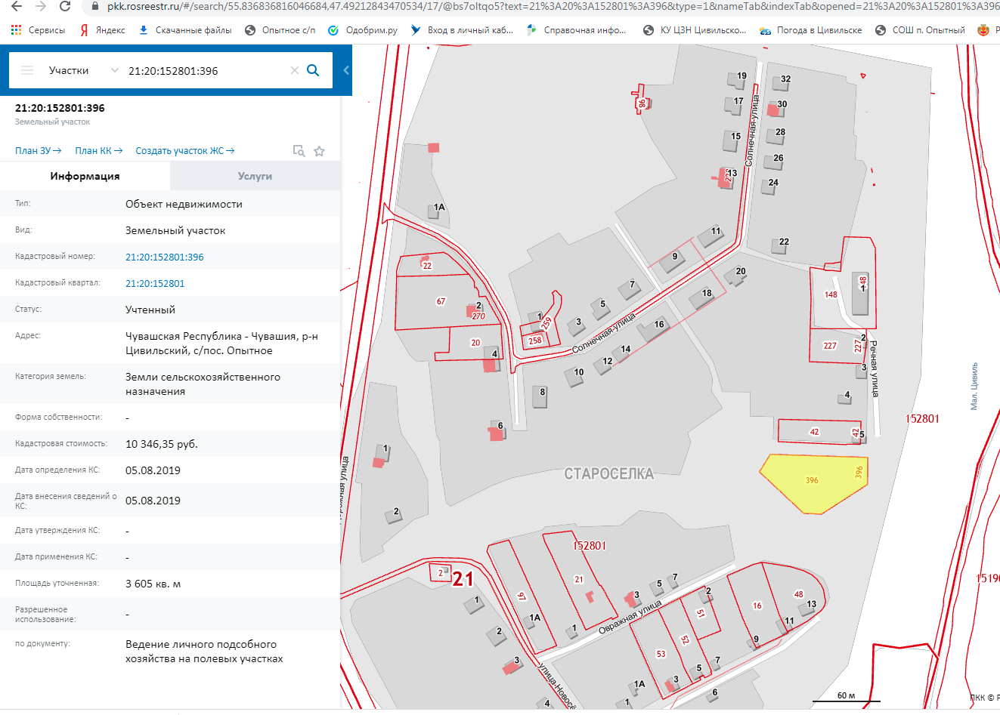 pkk.rosreestr.ru/#/search/55.836836816046684,47.49212843470534/17/@bs7oltqo5?text=21%3A20%3A152801%3A396&type=1&nameTab&indexTab&opened=21%3A20%3A152801%3A396
Сервисы Яндекс Скачанные файлы Опытное с/п Одобрим.ру Вход в личный каб... Справочная инфо... КУ ЦЗН Цивильско... Погода в Цивильске СОШ п. Опытный
Участки 21:20:152801:396
21:20:152801:396
Земельный участок
План ЗУ→ План КК→ Создать участок ЖС→
Информация Услуги
Тип: Объект недвижимости
Вид: Земельный участок
Кадастровый номер: 21:20:152801:396
Кадастровый квартал: 21:20:152801
Статус: Учтенный
Адрес: Чувашская Республика - Чувашия, р-н
Цивильский, с/пос. Опытное
Категория земель: Земли сельскохозяйственного
назначения
Форма собственности: -
Кадастровая стоимость: 10 346,35 руб.
Дата определения КС: 05.08.2019
Дата внесения сведений о
КС: 05.08.2019
Дата утверждения КС: -
Дата применения КС: -
Площадь уточненная: 3 605 кв. м
Разрешенное
использование: -
по документу: Ведение личного подсобного
хозяйства на полевых участках
19 32
98 17 30
15 28
26
13 24
Солнечная улица
1А
11 22
9
22 20
7 18
67 2 5 148 148 1
270 1 259 3 16
258 Солнечная улица
20 4 14 227 227 2
12 3
10 Речная улица
8 4
Мал. Цивиль
152801
6 42 42 5
1
СТАРОСЕЛКА
396 396
2
152801
2 21 21
97 3 5 7 2 16 48
1 1А 1 Овражная улица 51 13
2 52 11
53 9
3 7
5
улица Новосё
1А 3
4 1 6
15190
60 м
ПКК © Р